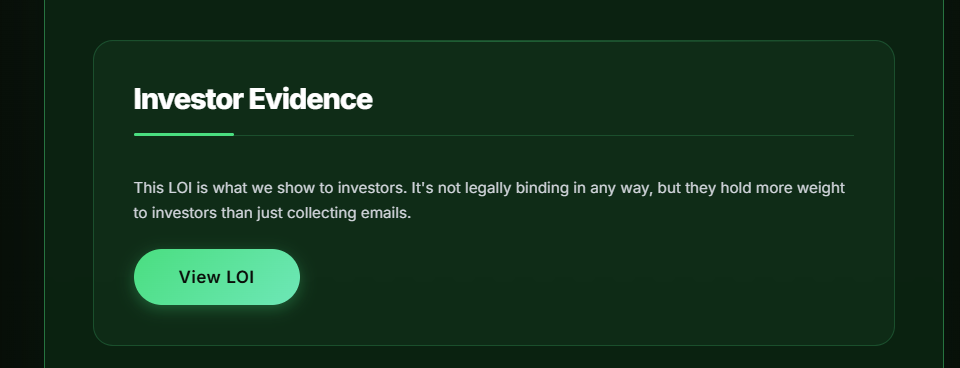 Investor Evidence
This LOI is what we show to investors. It's not legally binding in any way, but they hold more weight
to investors than just collecting emails.
View LOI